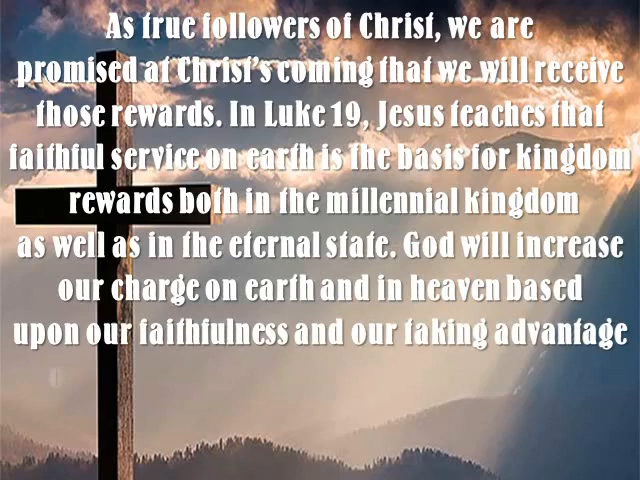 As true followers of Christ, we are
promised at Christ's coming that we will receive
those rewards. In Luke 19, Jesus teaches that
faithful service on earth is the basis for kingdom
rewards both in the millennial kingdom
as well as in the eternal state. God will increase
our charge on earth and in heaven based
upon our faithfulness and our taking advantage